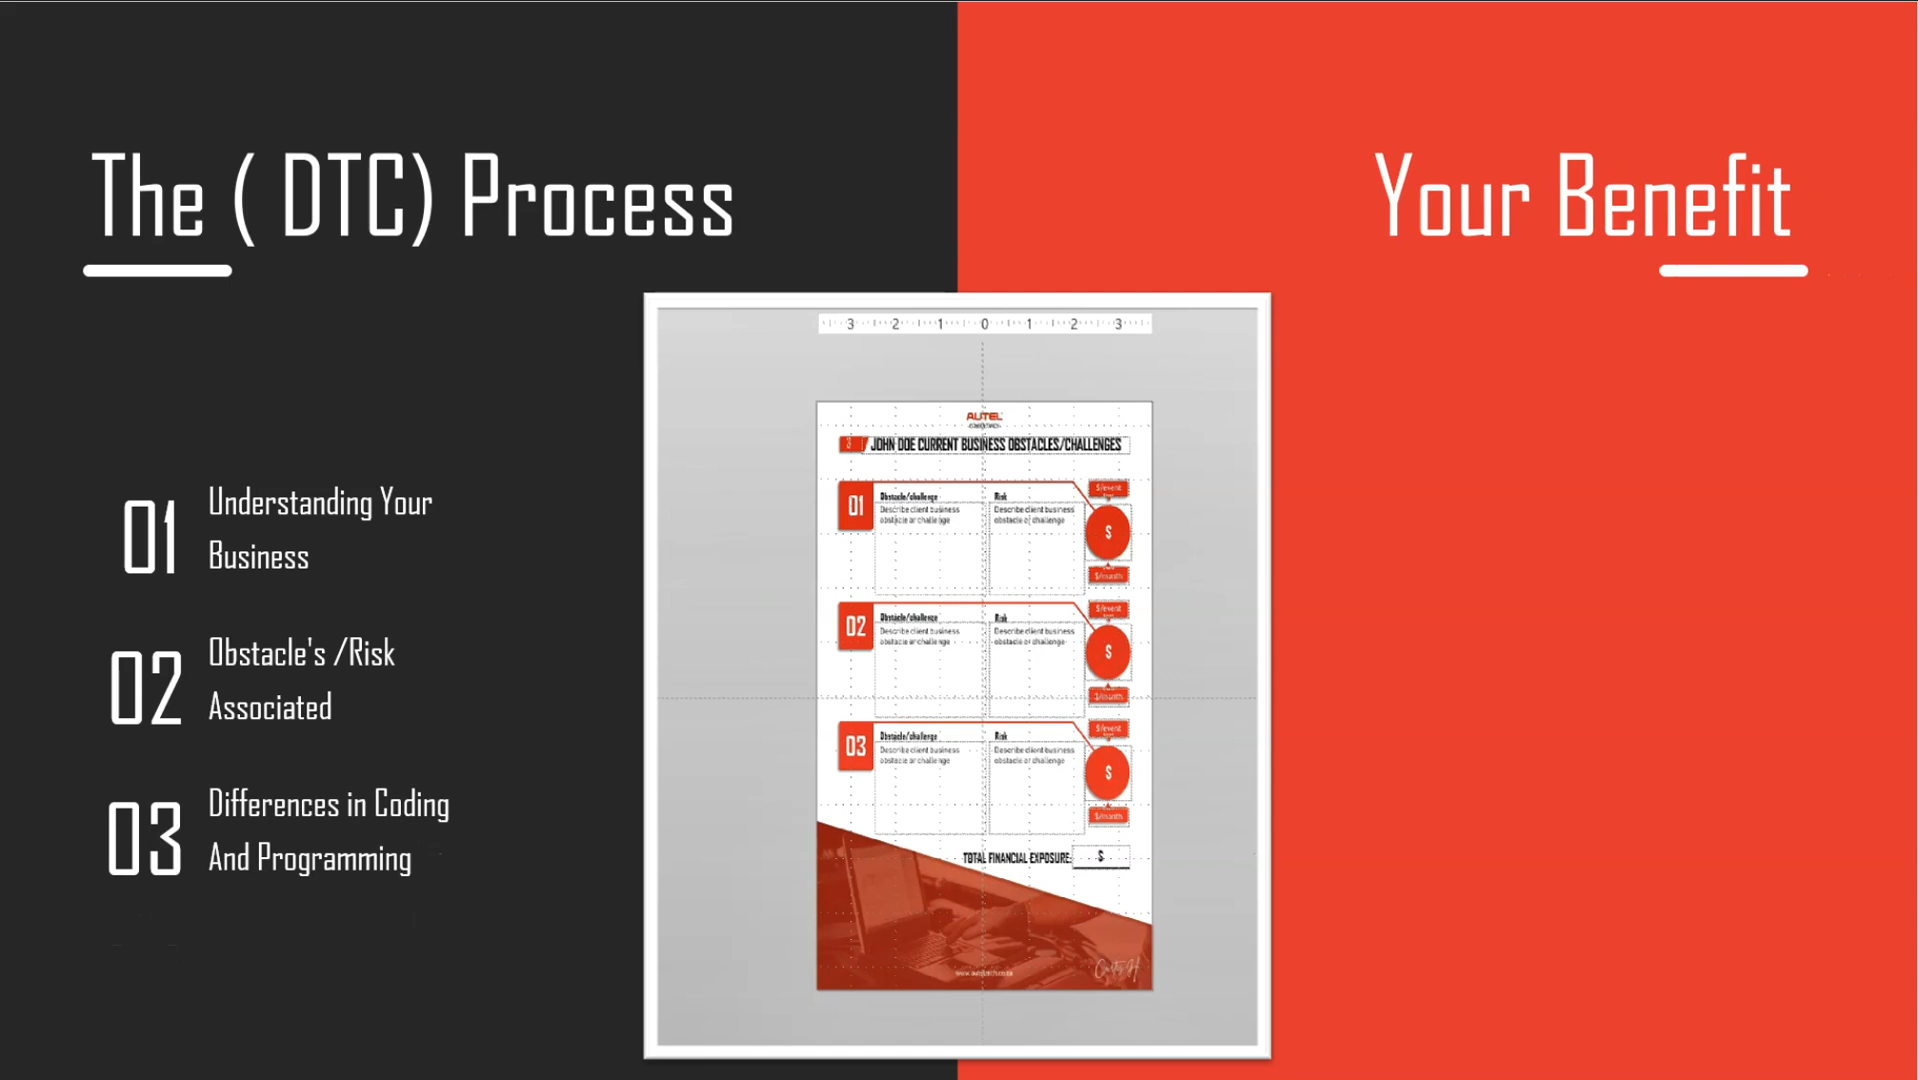 The ( DTC) Process
Your Benefit
01
Understanding Your
Business
02
Obstacle's /Risk
Associated
03
Differences in Coding
And Programming
3 2 1 0 1 2 3
AUTEL
3 JOHN DOE CURRENT BUSINESS OBSTACLES/CHALLENGES
01
Obstacle/challenge
Describe client business
obstacle or challenge
Risk
Describe client business
obstacle or challenge
$/event
$
$/month
02
Obstacle/challenge
Describe client business
obstacle or challenge
Risk
Describe client business
obstacle or challenge
$/event
$
$/month
03
Obstacle/challenge
Describe client business
obstacle or challenge
Risk
Describe client business
obstacle or challenge
$/event
$
$/month
TOTAL FINANCIAL EXPOSURE: $